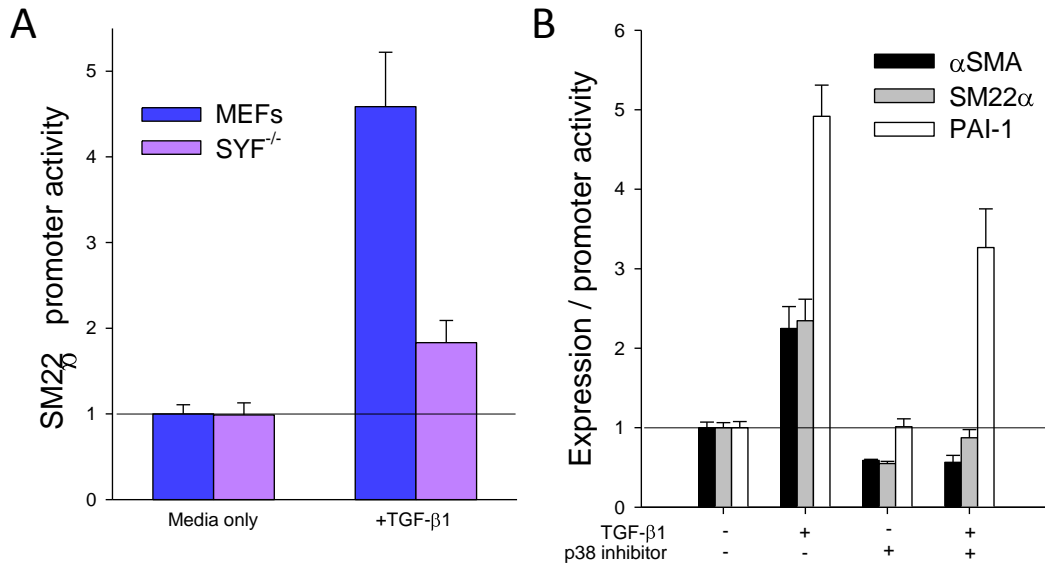 A
SM22α promoter activity
5
4
3
2
1
0
MEFs
SYF-/-
Media only
+TGF-β1
B
Expression / promoter activity
6
5
4
3
2
1
0
αSMA
SM22α
PAI-1
TGF-β1 - + - +
p38 inhibitor - - + +